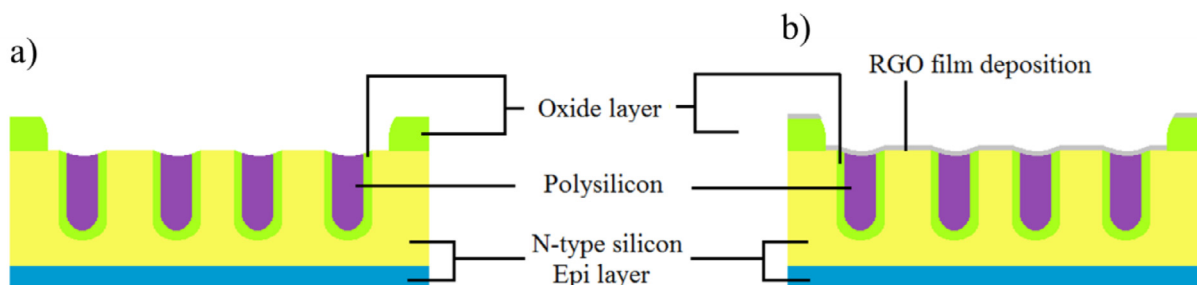 a)
b)
RGO film deposition
Oxide layer
Polysilicon
N-type silicon
Epi layer